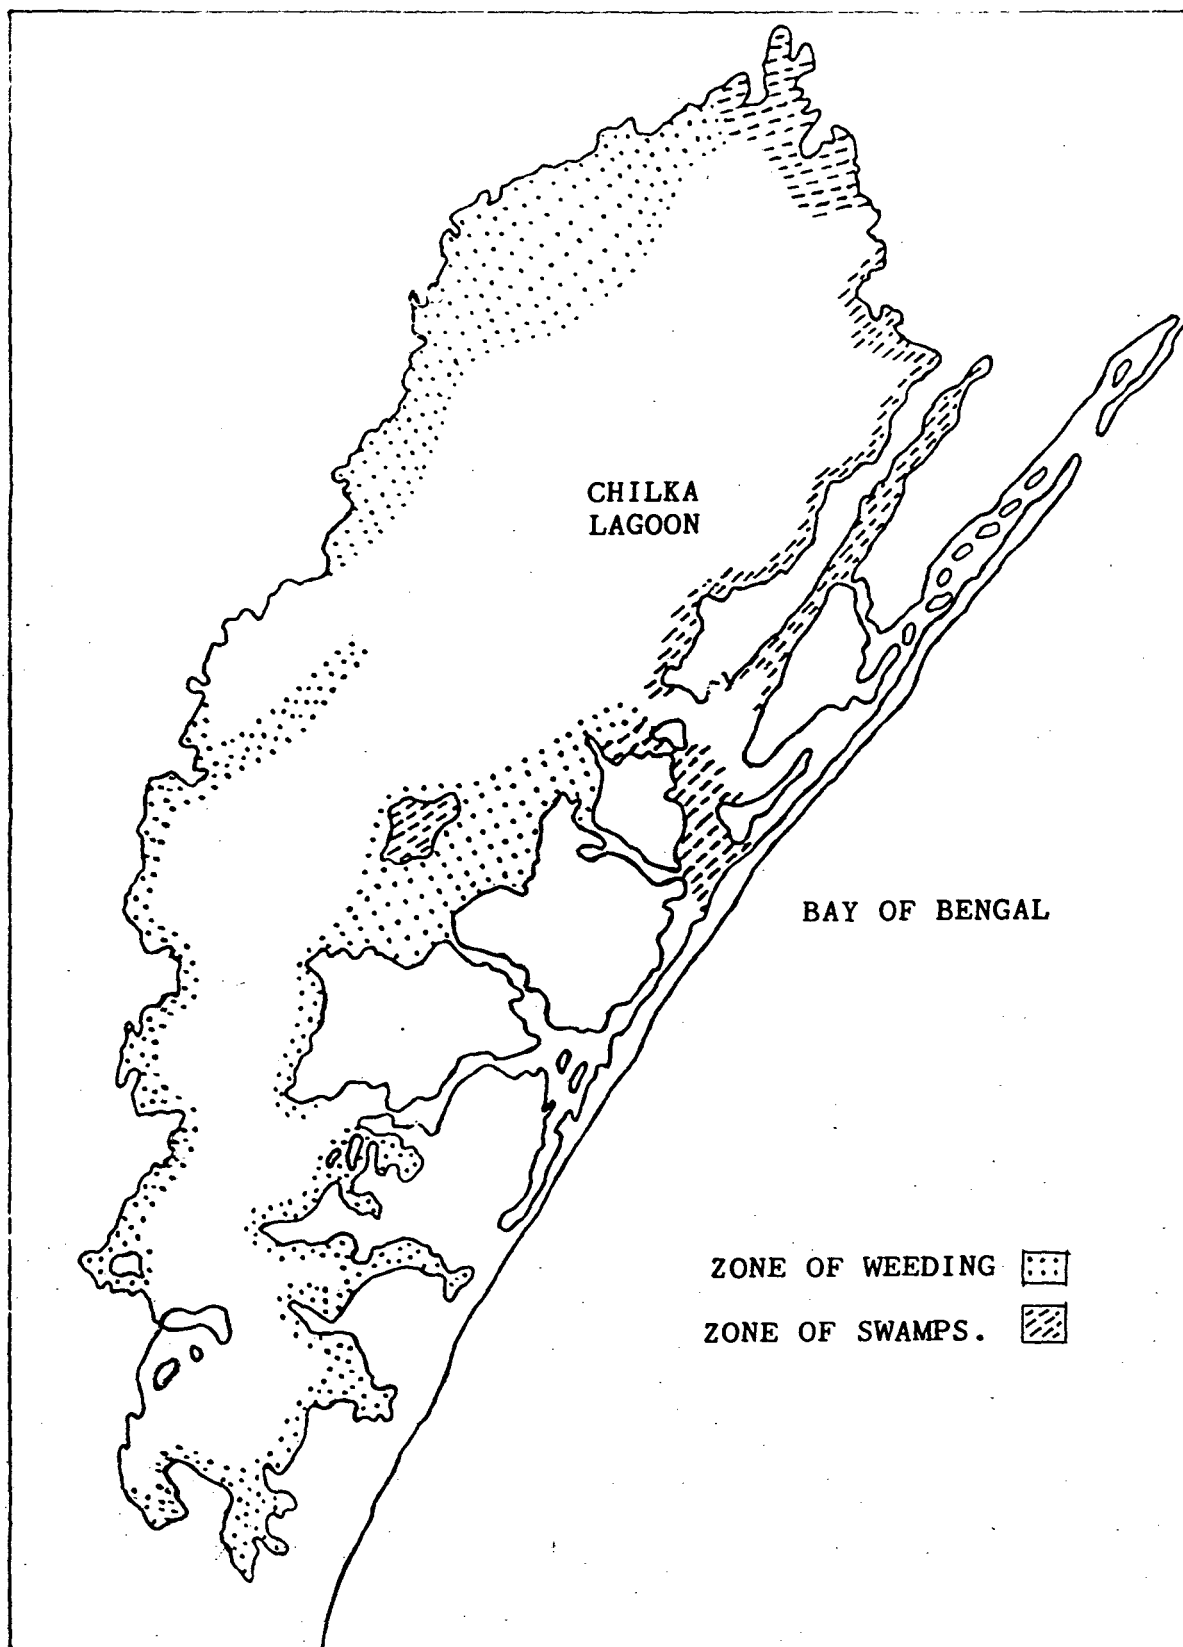 CHILKA
LAGOON
BAY OF BENGAL
ZONE OF WEEDING
ZONE OF SWAMPS.